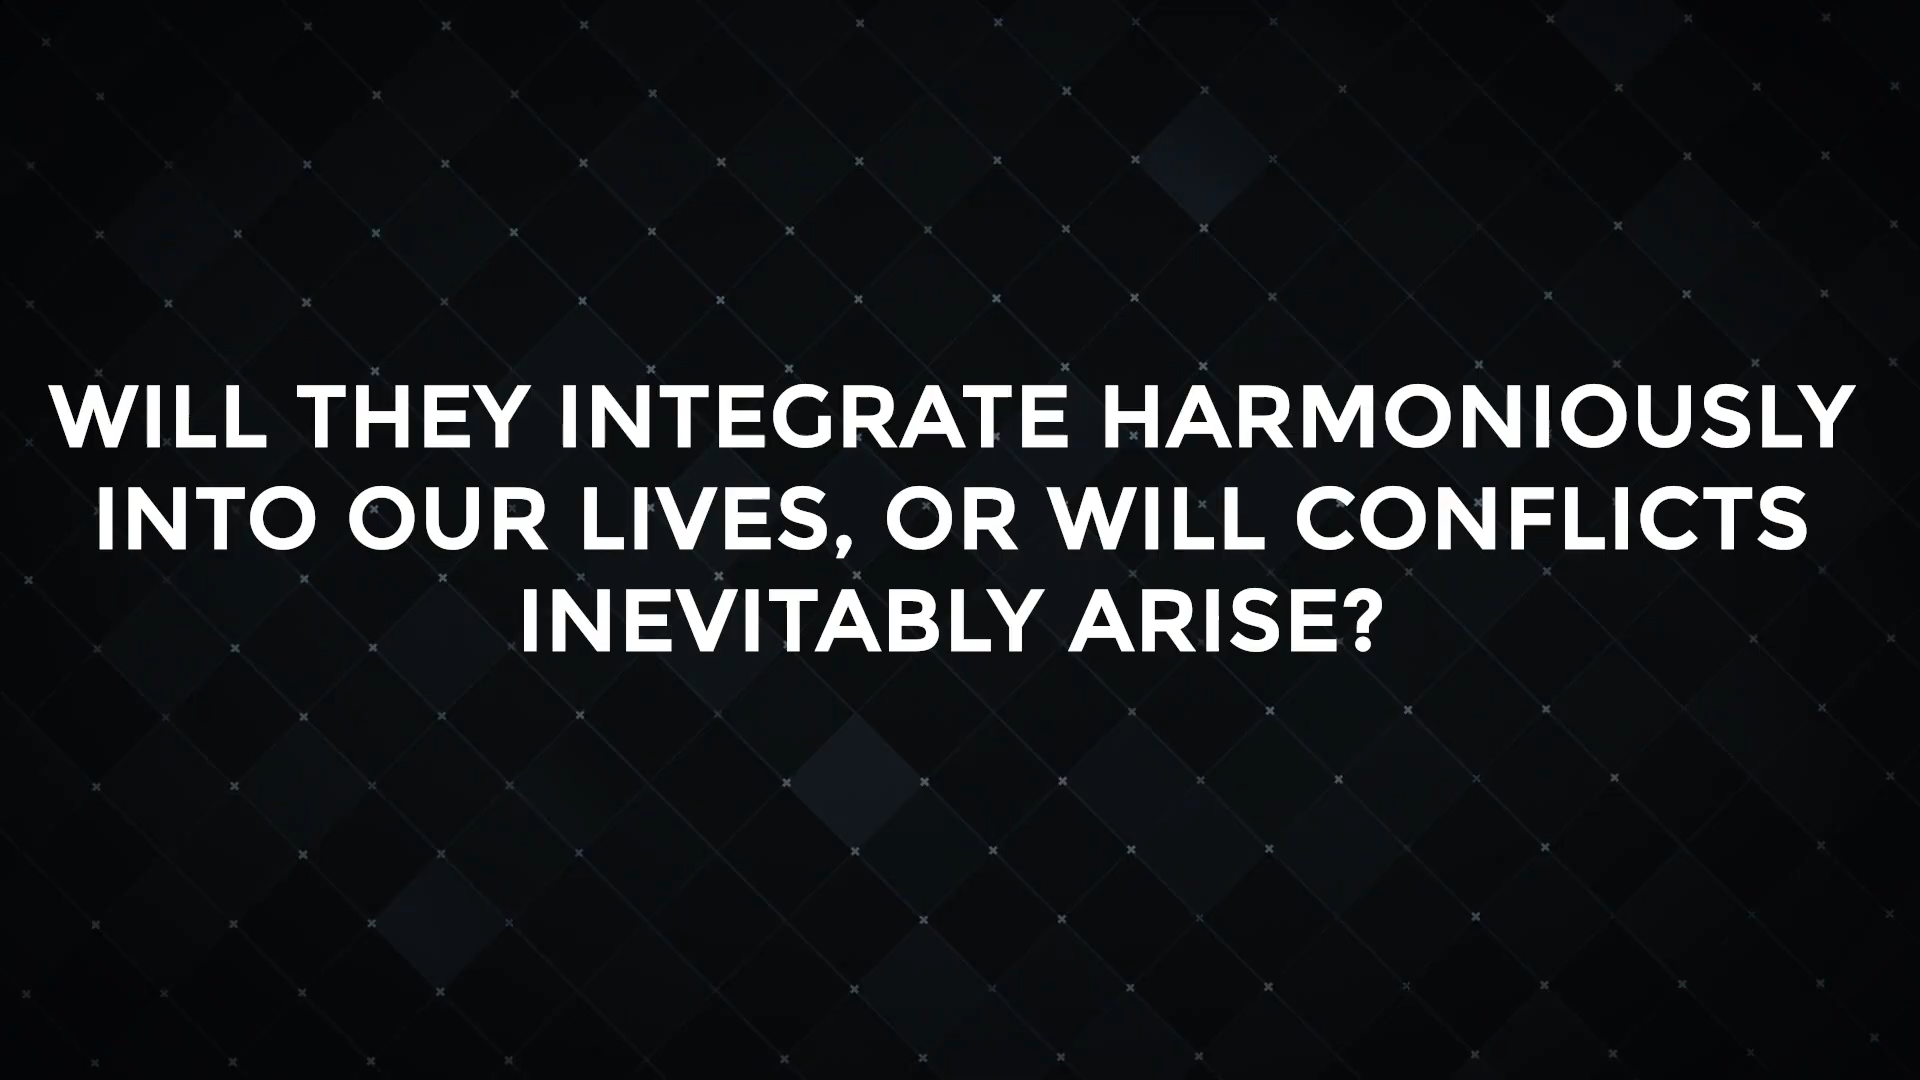 WILL THEY INTEGRATE HARMONIOUSLY
INTO OUR LIVES, OR WILL CONFLICTS
INEVITABLY ARISE?